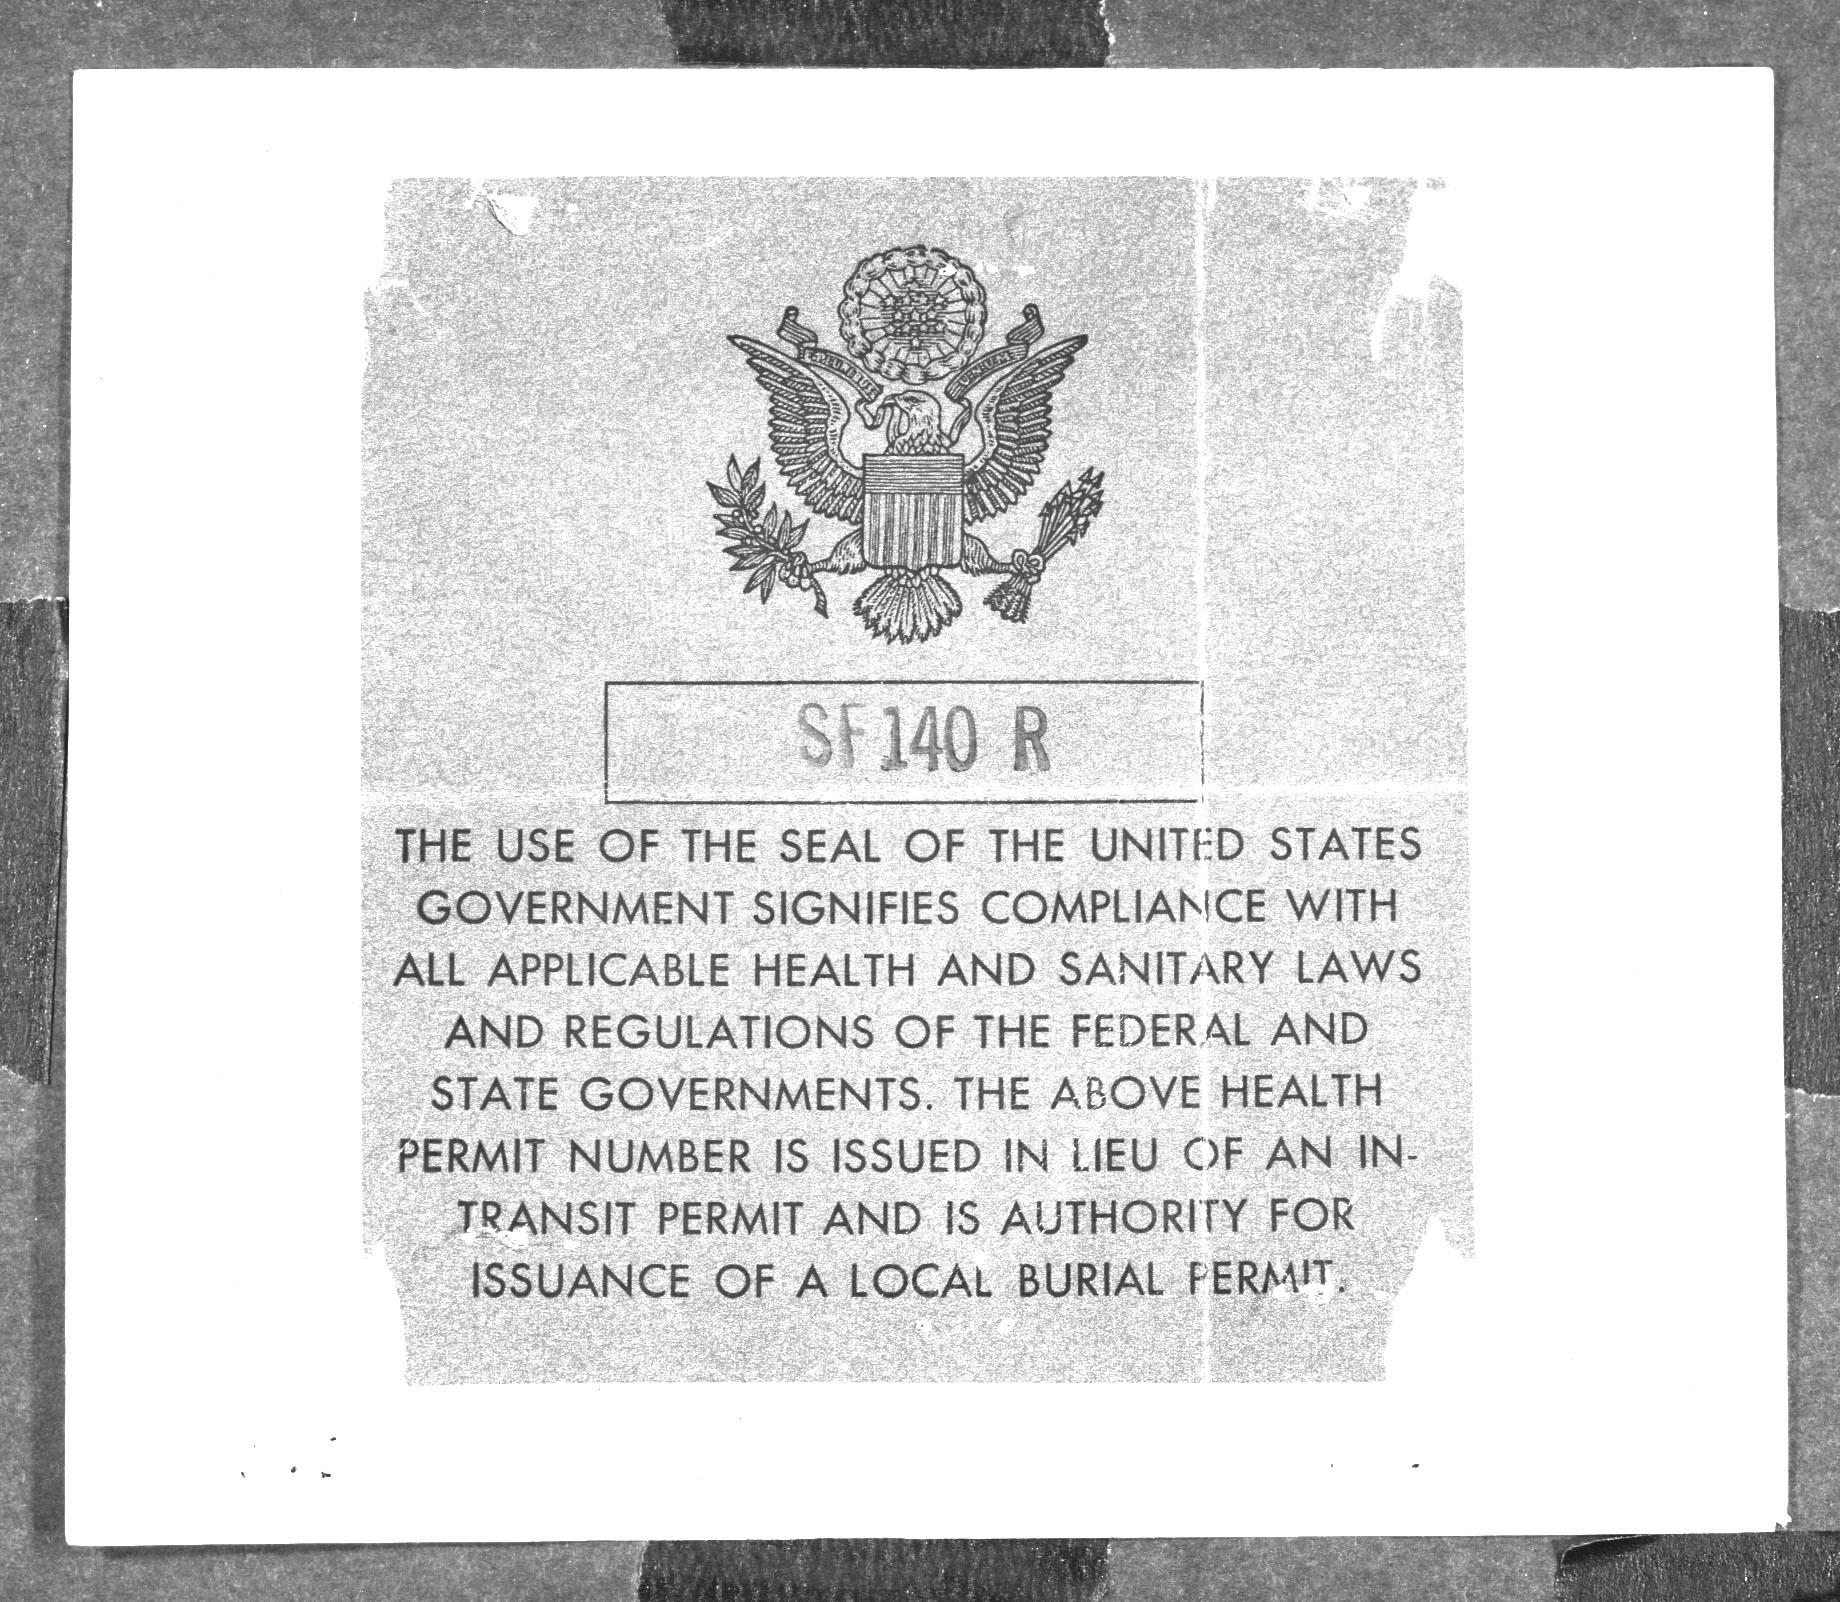 SF 140 R
THE USE OF THE SEAL OF THE UNITED STATES
GOVERNMENT SIGNIFIES COMPLIANCE WITH
ALL APPLICABLE HEALTH AND SANITARY LAWS
AND REGULATIONS OF THE FEDERAL AND
STATE GOVERNMENTS. THE ABOVE HEALTH
PERMIT NUMBER IS ISSUED IN LIEU OF AN IN-
TRANSIT PERMIT AND IS AUTHORITY FOR
ISSUANCE OF A LOCAL BURIAL PERMIT.